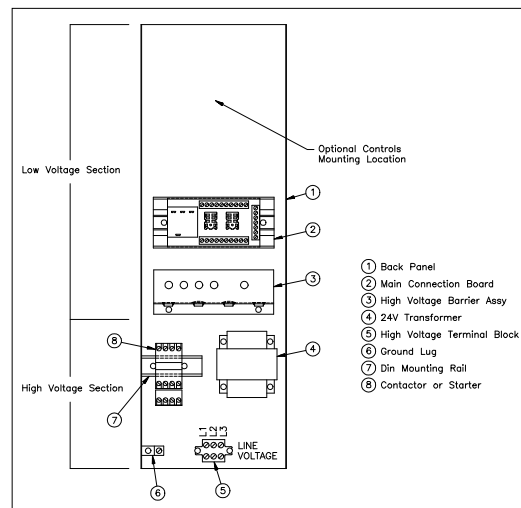 Optional Controls
Mounting Location
Low Voltage Section
1
2
3
1 Back Panel
2 Main Connection Board
3 High Voltage Barrier Assy
4 24V Transformer
5 High Voltage Terminal Block
6 Ground Lug
7 Din Mounting Rail
8 Contactor or Starter
8
4
High Voltage Section
7
L1 L2 L3
LINE
VOLTAGE
6
5